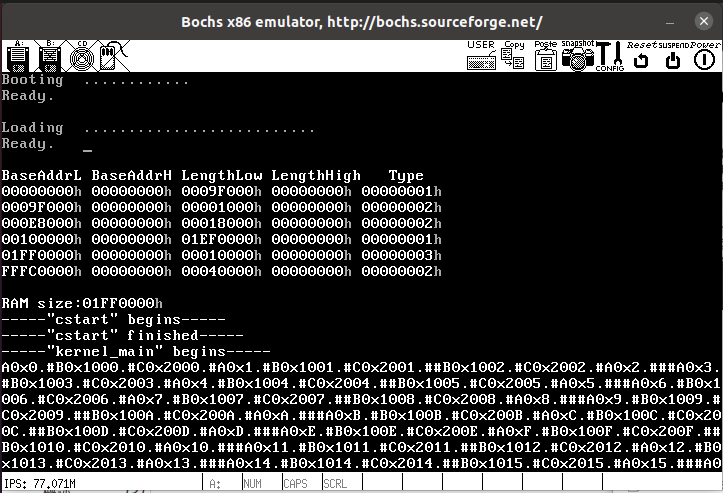 Bochs x86 emulator, http://bochs.sourceforge.net/
A: B: CD USER Copy Paste Snapshot CONFIG Reset SUSPEND Power
Booting ............
Ready.
Loading ..........................
Ready. _
BaseAddrL BaseAddrH LengthLow LengthHigh Type
00000000h 00000000h 0009F000h 00000000h 00000001h
0009F000h 00000000h 00001000h 00000000h 00000002h
000E8000h 00000000h 00018000h 00000000h 00000002h
00100000h 00000000h 01EF0000h 00000000h 00000001h
01FF0000h 00000000h 00010000h 00000000h 00000003h
FFFC0000h 00000000h 00040000h 00000000h 00000002h
RAM size:01FF0000h
-----"cstart" begins-----
-----"cstart" finished-----
-----"kernel_main" begins-----
A0x0.#B0x1000.#C0x2000.#A0x1.#B0x1001.#C0x2001.##B0x1002.#C0x2002.#A0x2.###A0x3.
#B0x1003.#C0x2003.#A0x4.#B0x1004.#C0x2004.##B0x1005.#C0x2005.#A0x5.###A0x6.#B0x1
006.#C0x2006.#A0x7.#B0x1007.#C0x2007.##B0x1008.#C0x2008.#A0x8.###A0x9.#B0x1009.#
C0x2009.##B0x100A.#C0x200A.#A0xA.###A0xB.#B0x100B.#C0x200B.#A0xC.#B0x100C.#C0x20
0C.##B0x100D.#C0x200D.#A0xD.###A0xE.#B0x100E.#C0x200E.#A0xF.#B0x100F.#C0x200F.##
B0x1010.#C0x2010.#A0x10.###A0x11.#B0x1011.#C0x2011.##B0x1012.#C0x2012.#A0x12.#B0
x1013.#C0x2013.#A0x13.###A0x14.#B0x1014.#C0x2014.##B0x1015.#C0x2015.#A0x15.###A0
IPS: 77.071M A: NUM CAPS SCRL